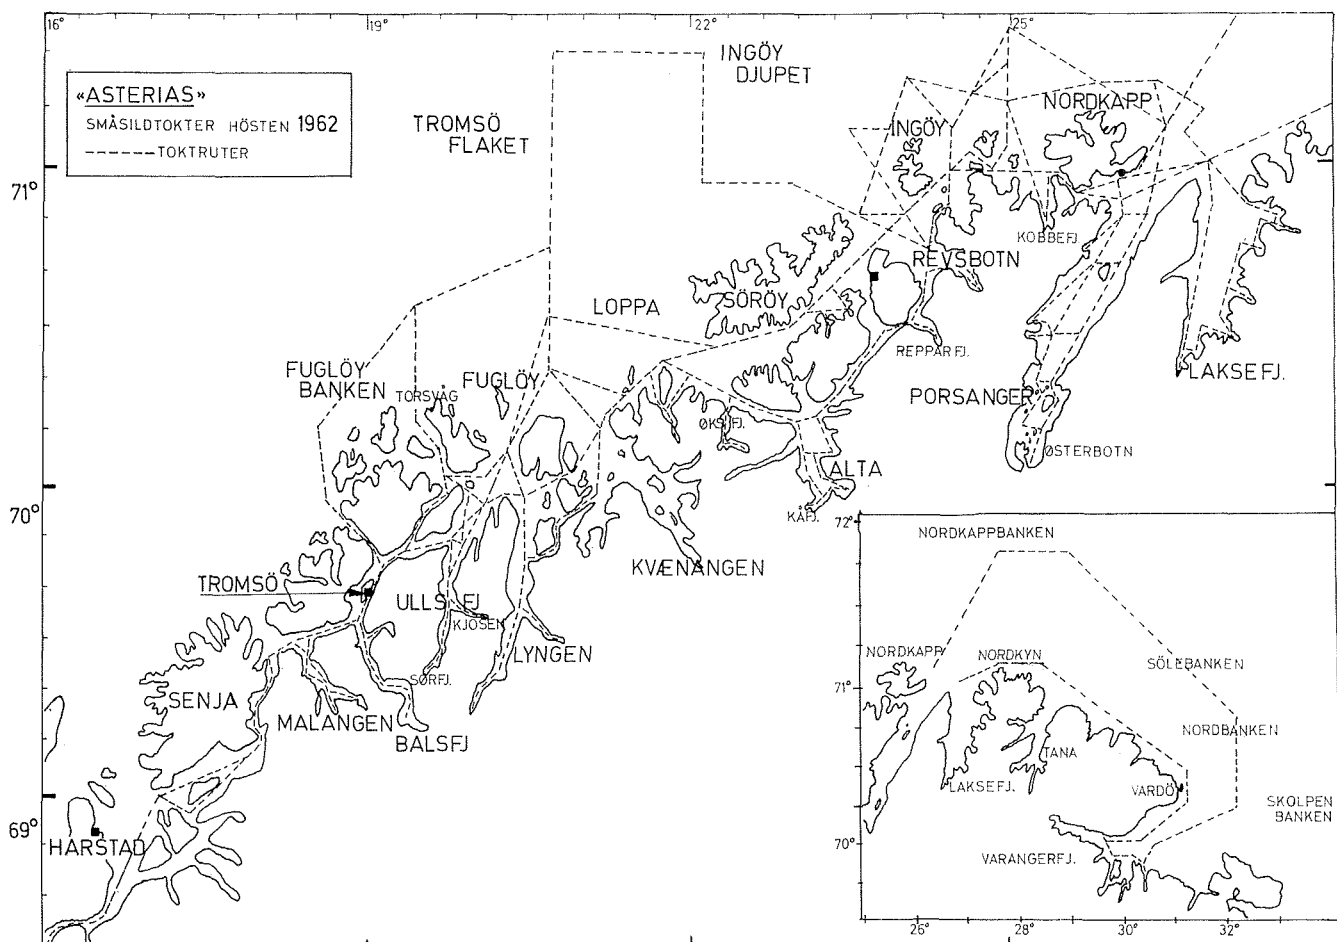 16°
19°
22°
25°
«ASTERIAS»
SMÅSILDTOKTER HÖSTEN 1962
-------TOKTRUTER
INGÖY
DJUPET
TROMSÖ
FLAKET
NORDKAPP
INGÖY
71°
KOBBEFJ.
REVSBOTN
SÖRÖY
LOPPA
REPPARFJ.
FUGLÖY
BANKEN
FUGLÖY
TORSVÅG
LAKSEFJ.
PORSANGER
ØKSFJ.
ØSTERBOTN
ALTA
70°
KÅFJ.
KVÆNANGEN
TROMSÖ
ULLSFJ
KJOSEN
LYNGEN
SØRFJ.
SENJA
MALANGEN
BALSFJ
69°
HARSTAD
72°
NORDKAPPBANKEN
NORDKAPP
NORDKYN
SÖLEBANKEN
71°
NORDBANKEN
TANA
LAKSEFJ.
VARDÖ
SKOLPEN
BANKEN
70°
VARANGERFJ.
26°
28°
30°
32°